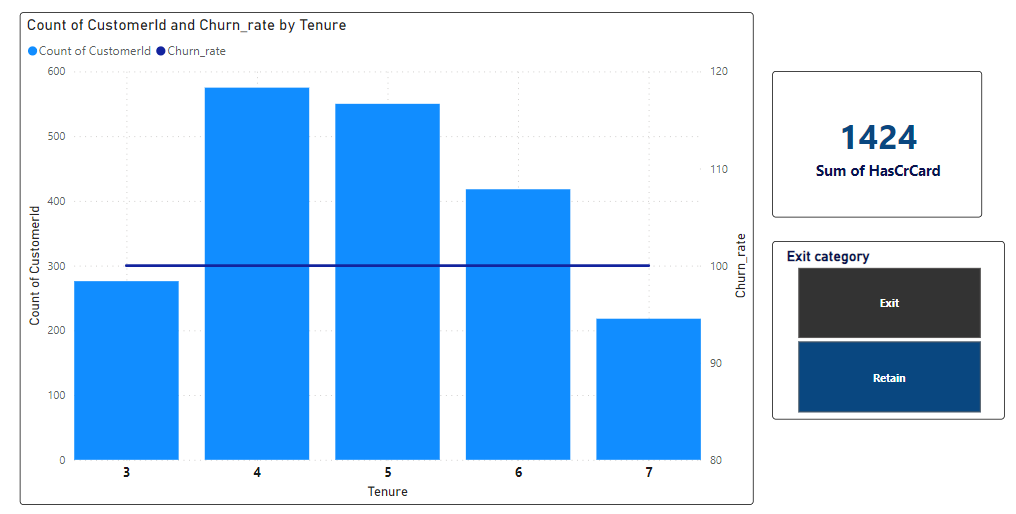 Count of CustomerId and Churn_rate by Tenure
Count of CustomerId Churn_rate
600
500
400
300
200
100
0
Count of CustomerId
120
110
100
90
80
Churn_rate
3 4 5 6 7
Tenure
1424
Sum of HasCrCard
Exit category
Exit
Retain